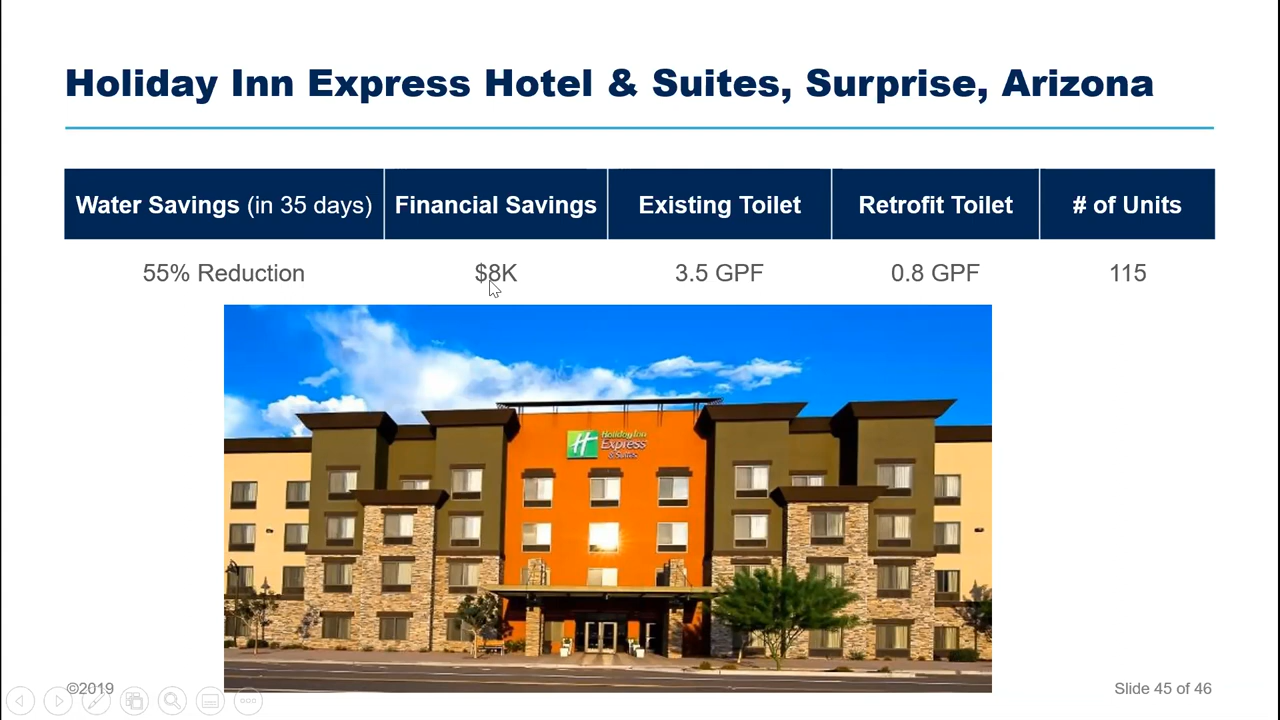 Holiday Inn Express Hotel & Suites, Surprise, Arizona
Water Savings (in 35 days) Financial Savings Existing Toilet Retrofit Toilet # of Units
55% Reduction $8K 3.5 GPF 0.8 GPF 115
H Holiday Inn
Express
& Suites
©2019 Slide 45 of 46